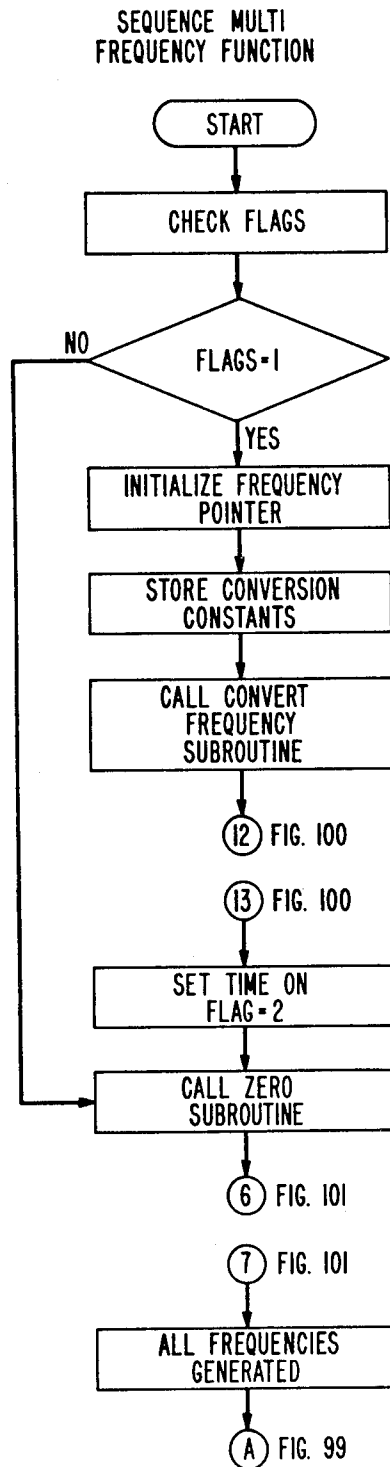 SEQUENCE MULTI
FREQUENCY FUNCTION
START
CHECK FLAGS
FLAGS=1
NO
YES
INITIALIZE FREQUENCY
POINTER
STORE CONVERSION
CONSTANTS
CALL CONVERT
FREQUENCY
SUBROUTINE
12 FIG. 100
13 FIG. 100
SET TIME ON
FLAG=2
CALL ZERO
SUBROUTINE
6 FIG. 101
7 FIG. 101
ALL FREQUENCIES
GENERATED
A FIG. 99